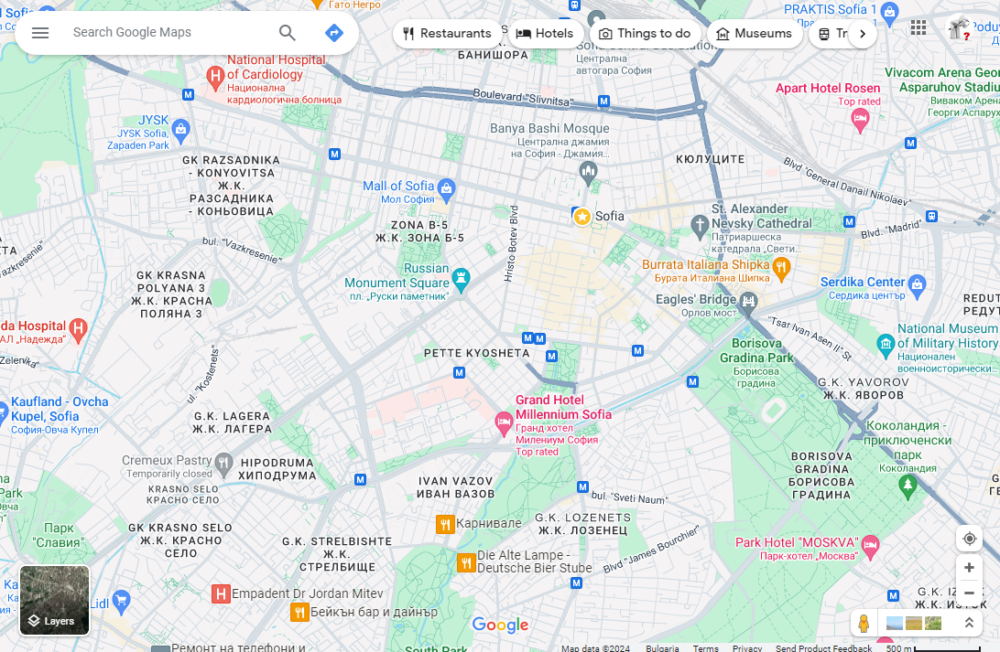 Гато Негро
PRAKTIS Sofia 1
Search Google Maps
Restaurants
Hotels
Things to do
Museums
БАНИШОРА
Централна
автогара София
National Hospital
of Cardiology
Национална
кардиологична болница
Boulevard "Slivnitsa"
Vivacom Arena Geor
Asparuhov Stadiu
Виваком Арена
Георги Аспарух
Apart Hotel Rosen
Top rated
JYSK
JYSK Sofia,
Zapaden Park
Banya Bashi Mosque
Централна джамия
на София - Джамия…
КЮЛУЦИТЕ
GK RAZSADNIKA
- KONYOVITSA
Ж.К.
РАЗСАДНИКА
- КОНЬОВИЦА
Blvd "General Danail Nikolaev"
Mall of Sofia
Мол София
Hristo Botev Blvd
Sofia
St. Alexander
Nevsky Cathedral
Патриаршеска
катедрала „Свети…
Blvd. "Madrid"
ZONA B-5
Ж.К. ЗОНА Б-5
bul. "Vazkresenie"
"Vazkresenie"
Russian
Monument Square
пл. „Руски паметник"
Burrata Italiana Shipka
Бурата Италиана Шипка
GK KRASNA
POLYANA 3
Ж.К. КРАСНА
ПОЛЯНА 3
Serdika Center
Сердика център
Eagles' Bridge
Орлов мост
REDUT
РЕДУТ
"Tsar Ivan Asen II" St
da Hospital
АЛ „Надежда"
National Museum
of Military History
Национален
военноисторически…
PETTE KYOSHETA
Borisova
Gradina Park
Борисова
градина
ul. "Kostenets"
G.K. YAVOROV
Ж.К. ЯВОРОВ
Kaufland - Ovcha
Kupel, Sofia
София-Овча Купел
Grand Hotel
Millennium Sofia
Гранд-хотел
Милениум София
Top rated
G.K. LAGERA
Ж.К. ЛАГЕРА
Коколандия -
приключенски
парк
Коколандия
Cremeux Pastry
Temporarily closed
HIPODRUMA
ХИПОДРУМА
BORISOVA
GRADINA
БОРИСОВА
ГРАДИНА
KRASNO SELO
КРАСНО СЕЛО
IVAN VAZOV
ИВАН ВАЗОВ
bul. "Sveti Naum"
G.K. LOZENETS
Ж.К. ЛОЗЕНЕЦ
Карнивале
Парк
"Славия"
GK KRASNO SELO
Ж.К. КРАСНО
СЕЛО
G.K. STRELBISHTE
Ж.К.
СТРЕЛБИЩЕ
Blvd "James Bourchier"
Park Hotel "MOSKVA"
Парк-хотел „Москва"
Die Alte Lampe -
Deutsche Bier Stube
Empadent Dr Jordan Mitev
Бейкън бар и дайнър
Lidl
Layers
Google
Ж.К. ИЗТОК
South Park
Ремонт на телефони и
Map data ©2024
Bulgaria
Terms
Privacy
Send Product Feedback
500 m